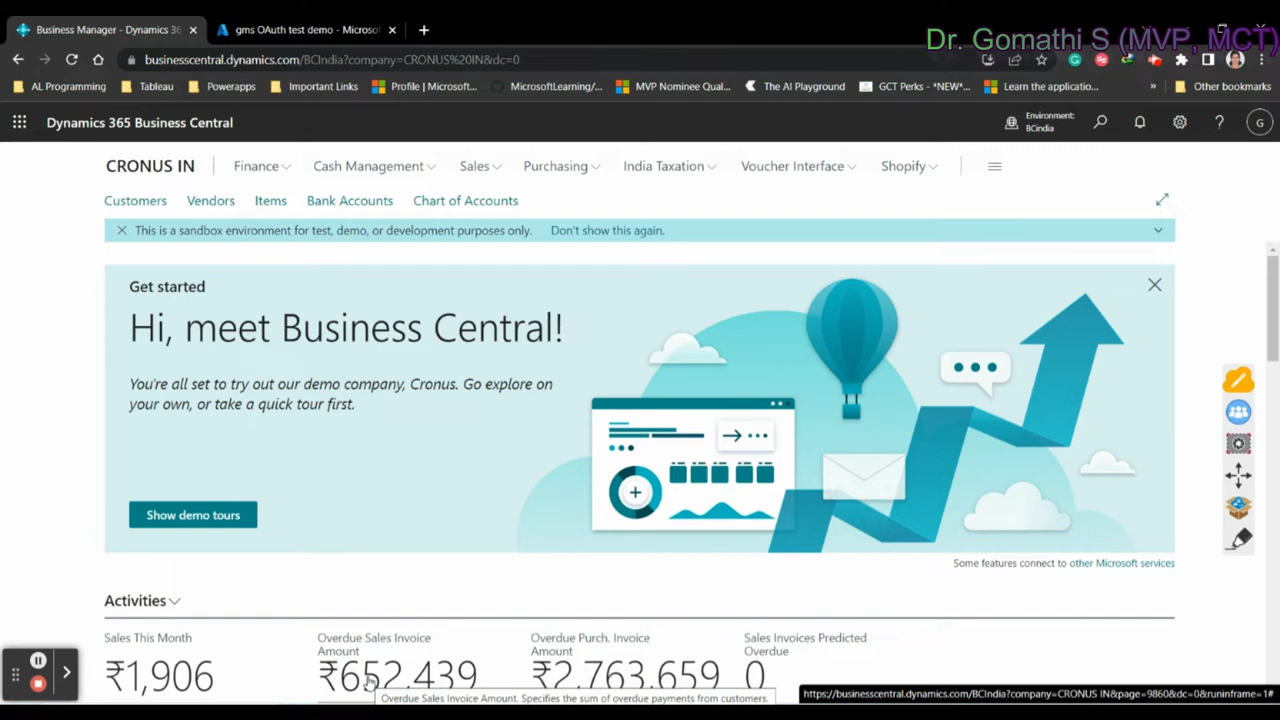 Business Manager - Dynamics 36
gms OAuth test demo - Microsof
Dr. Gomathi S (MVP, MCT)
businesscentral.dynamics.com/BCIndia?company=CRONUS%20IN&dc=0
AL Programming
Tableau
Powerapps
Important Links
Profile | Microsoft...
MicrosoftLearning/...
MVP Nominee Qual...
The AI Playground
GCT Perks - *NEW*...
Learn the applicatio...
»
Other bookmarks
Dynamics 365 Business Central
Environment:
BCindia
?
G
CRONUS IN
Finance
Cash Management
Sales
Purchasing
India Taxation
Voucher Interface
Shopify
Customers
Vendors
Items
Bank Accounts
Chart of Accounts
This is a sandbox environment for test, demo, or development purposes only.
Don't show this again.
Get started
Hi, meet Business Central!
You're all set to try out our demo company, Cronus. Go explore on
your own, or take a quick tour first.
Show demo tours
Some features connect to other Microsoft services
Activities
Sales This Month
₹1,906
Overdue Sales Invoice
Amount
₹652,439
Overdue Purch. Invoice
Amount
₹2,763,659
Sales Invoices Predicted
Overdue
0
Overdue Sales Invoice Amount. Specifies the sum of overdue payments from customers.
https://businesscentral.dynamics.com/BCIndia?company=CRONUS IN&page=9860&dc=0&runinframe=1#